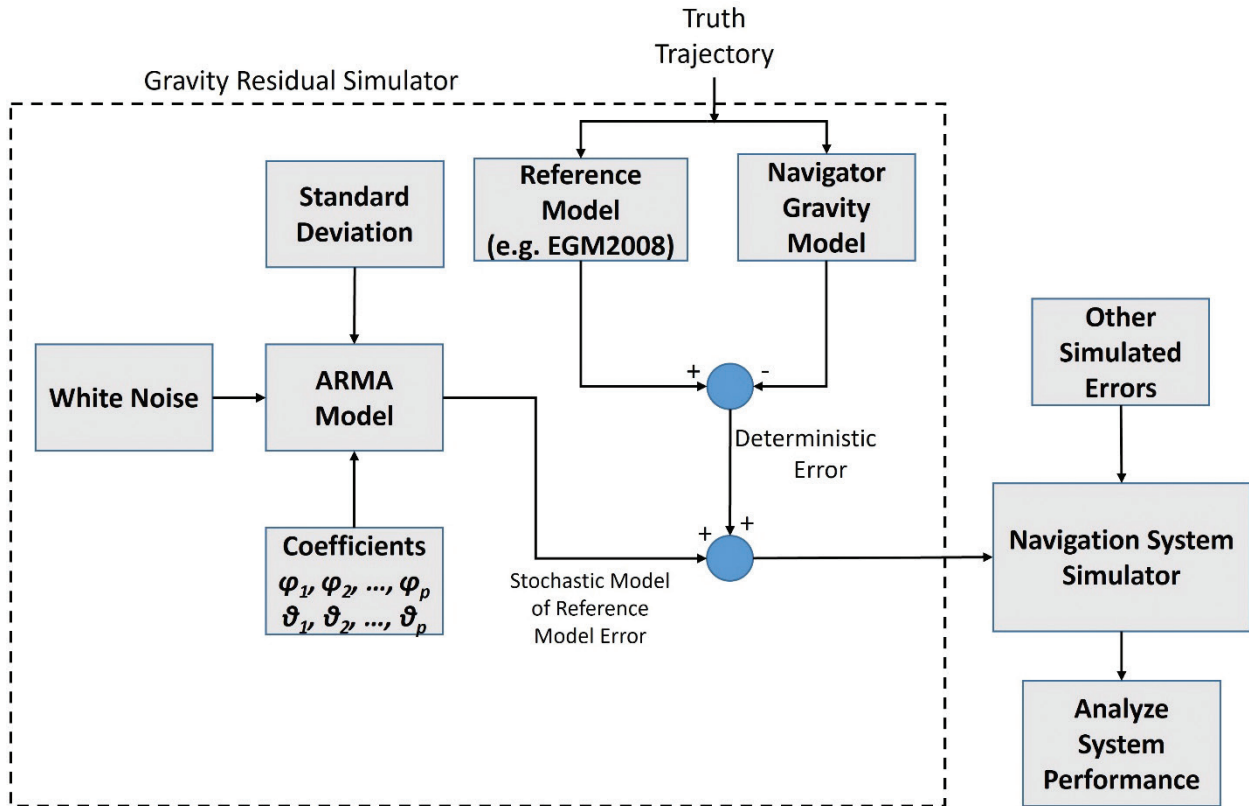 Truth
Trajectory
Gravity Residual Simulator
Standard
Deviation
Reference
Model
(e.g. EGM2008)
Navigator
Gravity
Model
Other
Simulated
Errors
White Noise
ARMA
Model
+
-
Deterministic
Error
+
+
Coefficients
φ1, φ2, ..., φp
ϑ1, ϑ2, ..., ϑp
Stochastic Model
of Reference
Model Error
Navigation System
Simulator
Analyze
System
Performance